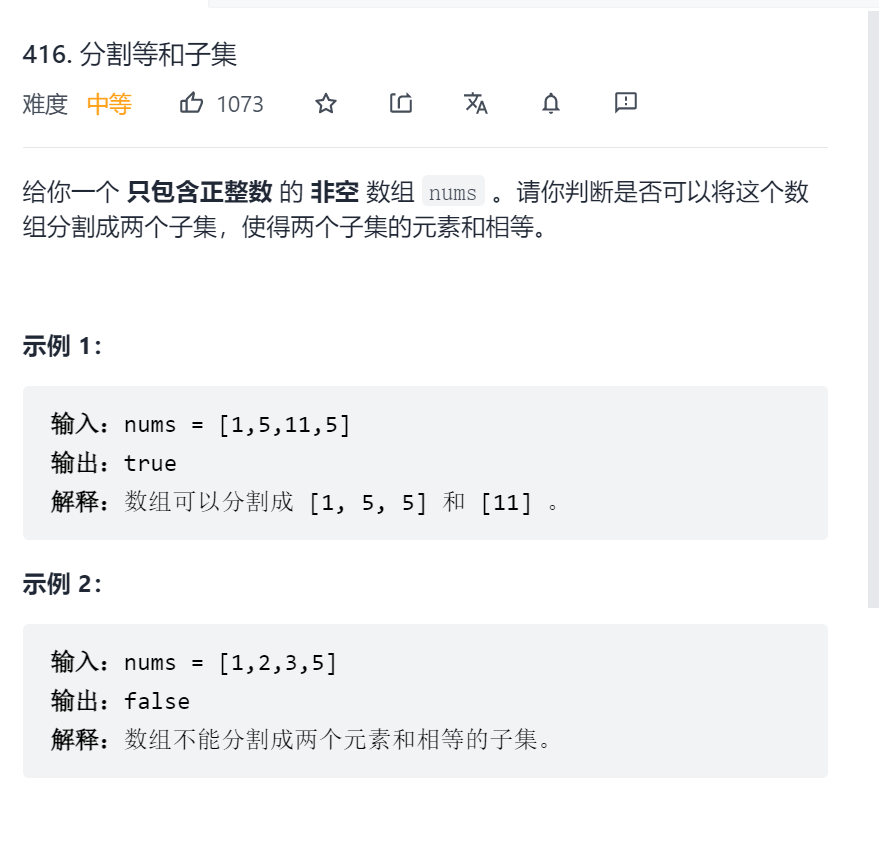 416. 分割等和子集
难度 中等 1073
给你一个 只包含正整数 的 非空 数组 nums 。请你判断是否可以将这个数
组分割成两个子集，使得两个子集的元素和相等。
示例 1：
输入：nums = [1,5,11,5]
输出：true
解释：数组可以分割成 [1, 5, 5] 和 [11] 。
示例 2：
输入：nums = [1,2,3,5]
输出：false
解释：数组不能分割成两个元素和相等的子集。